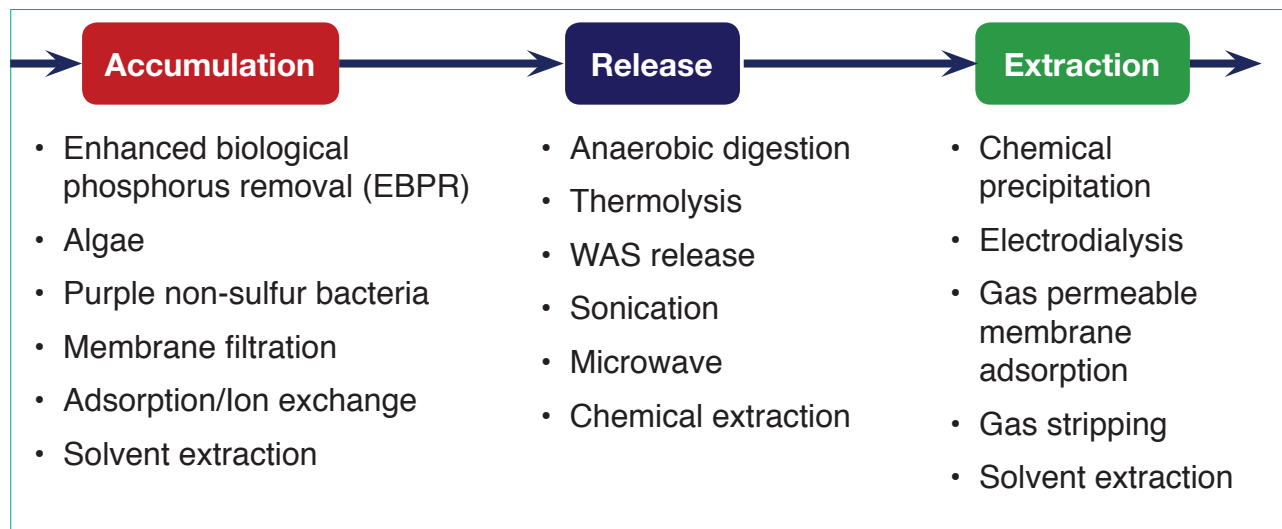 Accumulation
• Enhanced biological
phosphorus removal (EBPR)
• Algae
• Purple non-sulfur bacteria
• Membrane filtration
• Adsorption/Ion exchange
• Solvent extraction
Release
• Anaerobic digestion
• Thermolysis
• WAS release
• Sonication
• Microwave
• Chemical extraction
Extraction
• Chemical
precipitation
• Electrodialysis
• Gas permeable
membrane
adsorption
• Gas stripping
• Solvent extraction